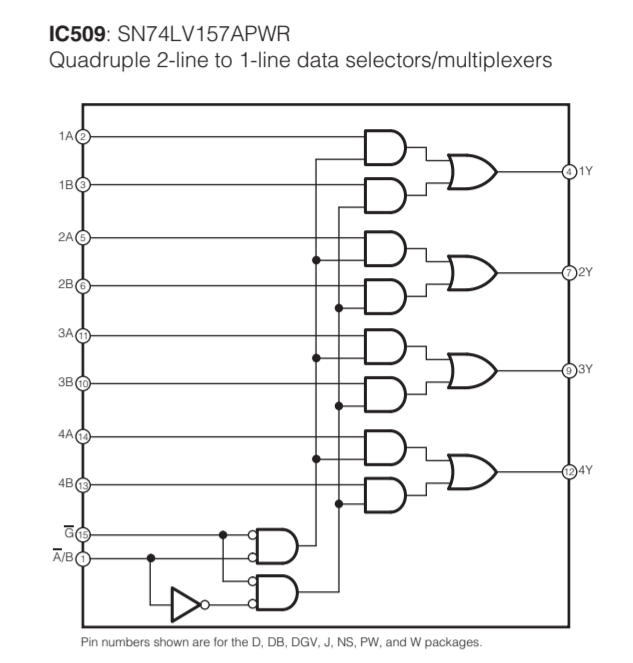 IC509: SN74LV157APWR
Quadruple 2-line to 1-line data selectors/multiplexers
1A 2
4 1Y
1B 3
2A 5
7 2Y
2B 6
3A 11
9 3Y
3B 10
4A 14
12 4Y
4B 13
G̅ 15
A̅/B 1
Pin numbers shown are for the D, DB, DGV, J, NS, PW, and W packages.